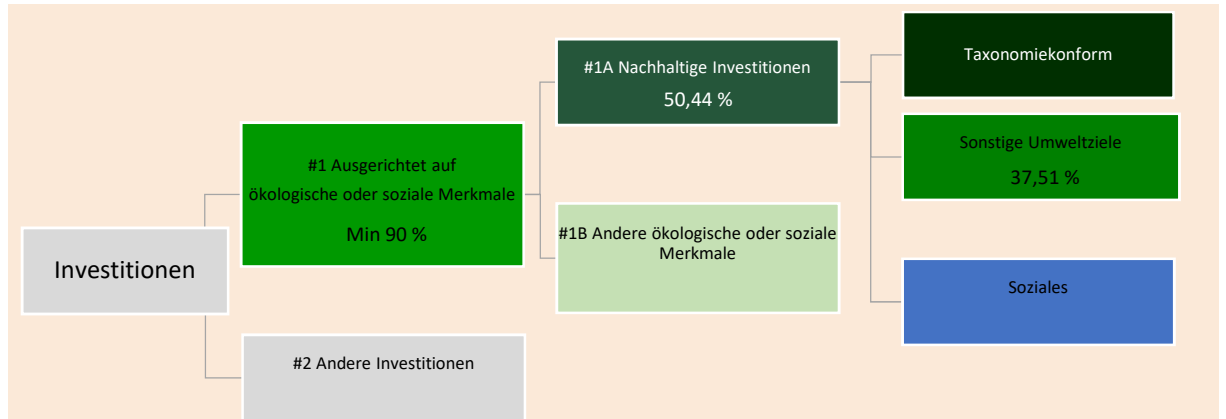 Investitionen
#1 Ausgerichtet auf
ökologische oder soziale Merkmale
Min 90 %
#2 Andere Investitionen
#1A Nachhaltige Investitionen
50,44 %
#1B Andere ökologische oder soziale
Merkmale
Taxonomiekonform
Sonstige Umweltziele
37,51 %
Soziales